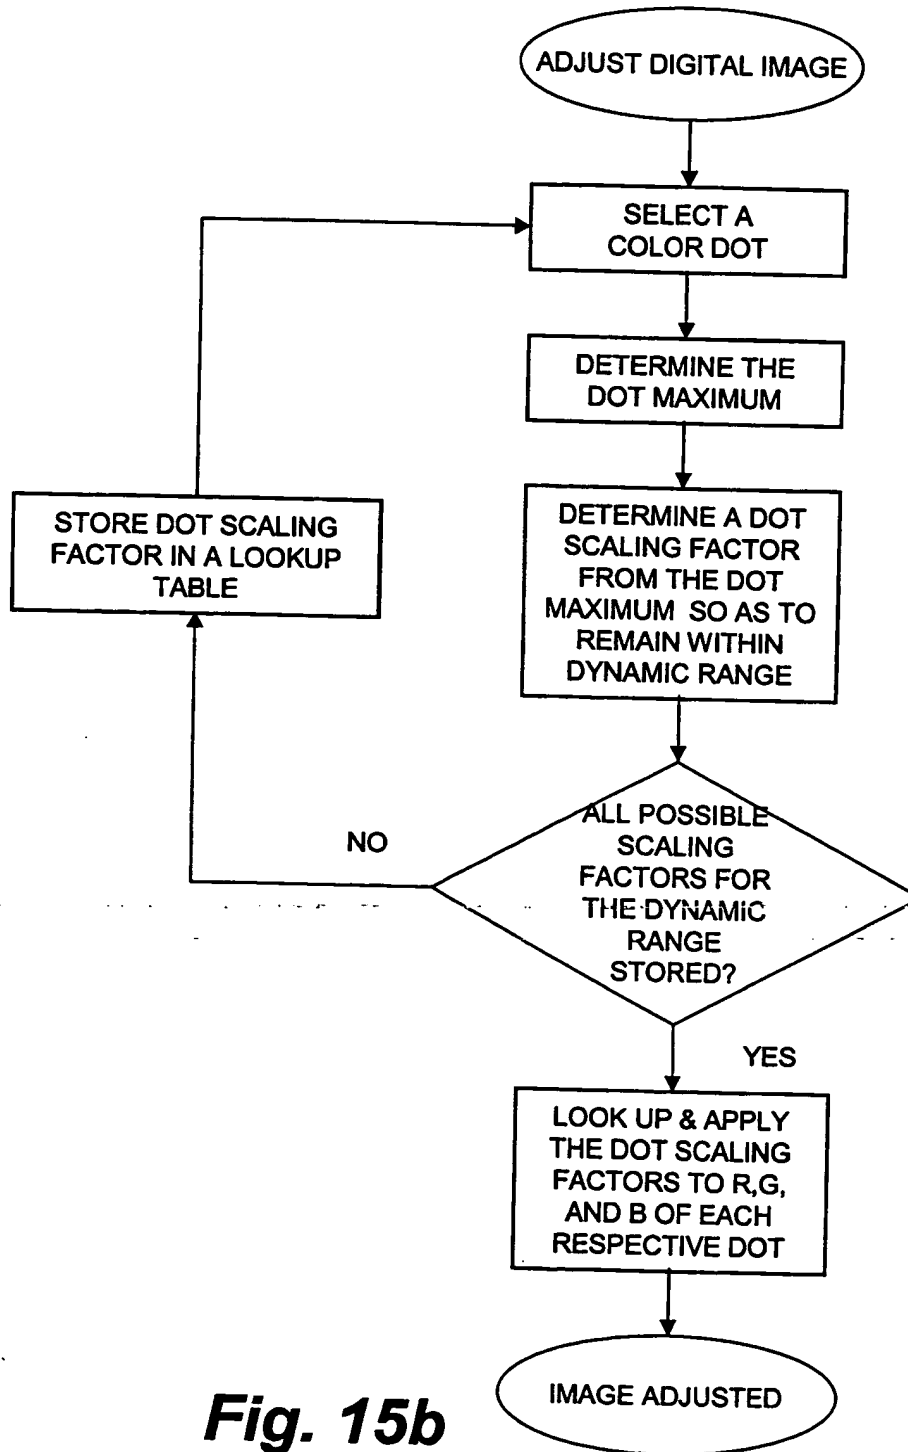 ADJUST DIGITAL IMAGE
SELECT A
COLOR DOT
DETERMINE THE
DOT MAXIMUM
DETERMINE A DOT
SCALING FACTOR
FROM THE DOT
MAXIMUM SO AS TO
REMAIN WITHIN
DYNAMIC RANGE
STORE DOT SCALING
FACTOR IN A LOOKUP
TABLE
ALL POSSIBLE
SCALING
FACTORS FOR
THE DYNAMIC
RANGE
STORED?
NO
YES
LOOK UP & APPLY
THE DOT SCALING
FACTORS TO R,G,
AND B OF EACH
RESPECTIVE DOT
IMAGE ADJUSTED
Fig. 15b